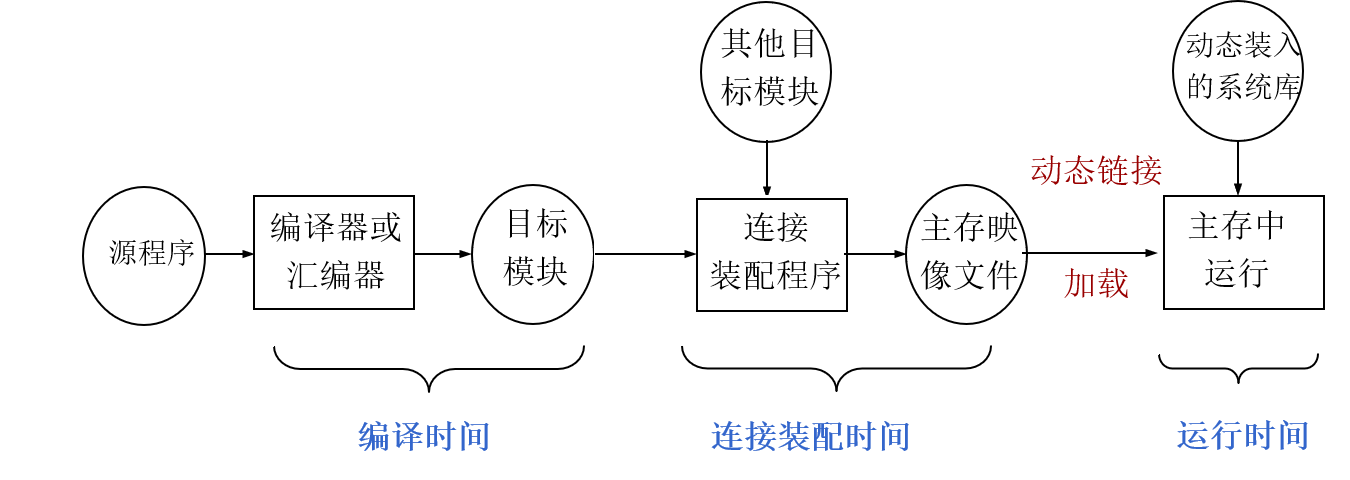 其他目
标模块
动态装入
的系统库
动态链接
源程序
编译器或
汇编器
目标
模块
连接
装配程序
主存映
像文件
加载
主存中
运行
编译时间
连接装配时间
运行时间